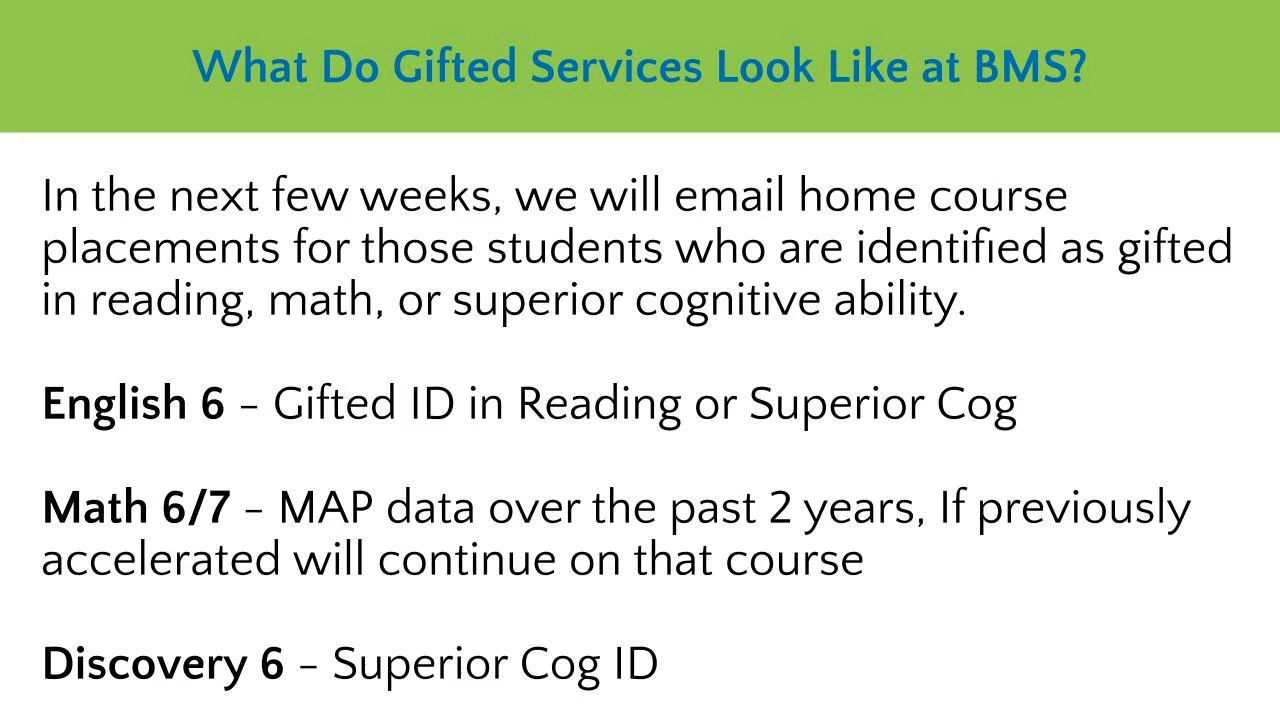 What Do Gifted Services Look Like at BMS?
In the next few weeks, we will email home course
placements for those students who are identified as gifted
in reading, math, or superior cognitive ability.
English 6 – Gifted ID in Reading or Superior Cog
Math 6/7 – MAP data over the past 2 years, If previously
accelerated will continue on that course
Discovery 6 – Superior Cog ID